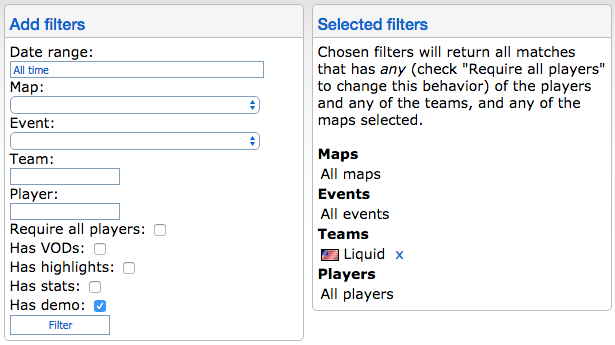 Add filters
Date range:
All time
Map:
Event:
Team:
Player:
Require all players:
Has VODs:
Has highlights:
Has stats:
Has demo:
Filter
Selected filters
Chosen filters will return all matches
that has any (check "Require all players"
to change this behavior) of the players
and any of the teams, and any of the
maps selected.
Maps
All maps
Events
All events
Teams
Liquid x
Players
All players